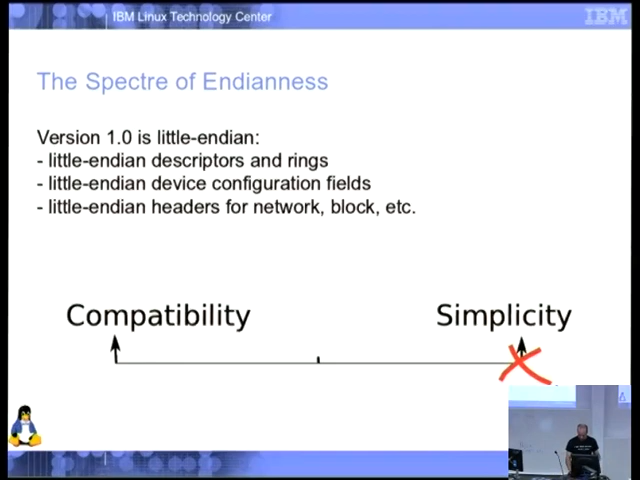 IBM Linux Technology Center
IBM
The Spectre of Endianness
Version 1.0 is little-endian:
- little-endian descriptors and rings
- little-endian device configuration fields
- little-endian headers for network, block, etc.
Compatibility
Simplicity